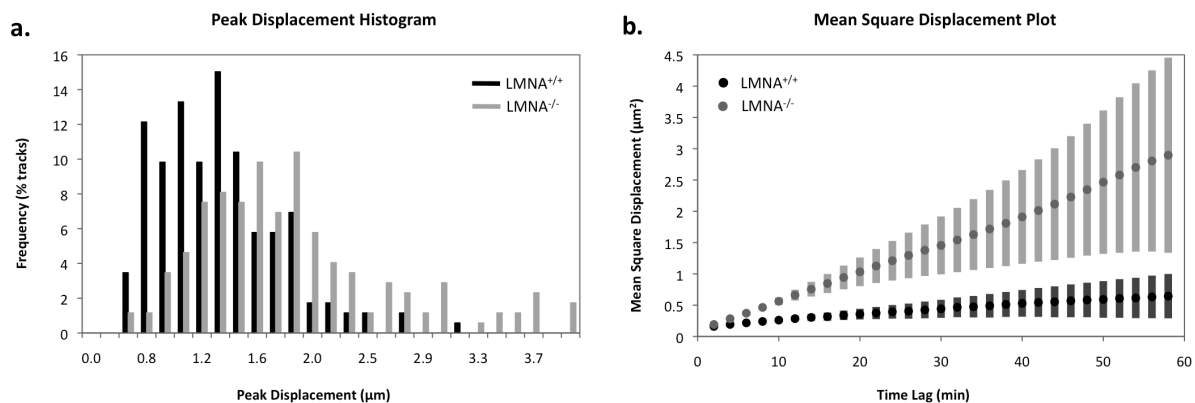 a.
Peak Displacement Histogram
16
14
12
10
8
6
4
2
0
Frequency (% tracks)
LMNA+/+
LMNA-/-
0.0 0.8 1.2 1.6 2.0 2.5 2.9 3.3 3.7
Peak Displacement (μm)
b.
Mean Square Displacement Plot
4.5
4
3.5
3
2.5
2
1.5
1
0.5
0
Mean Square Displacement (μm²)
LMNA+/+
LMNA-/-
0 10 20 30 40 50 60
Time Lag (min)